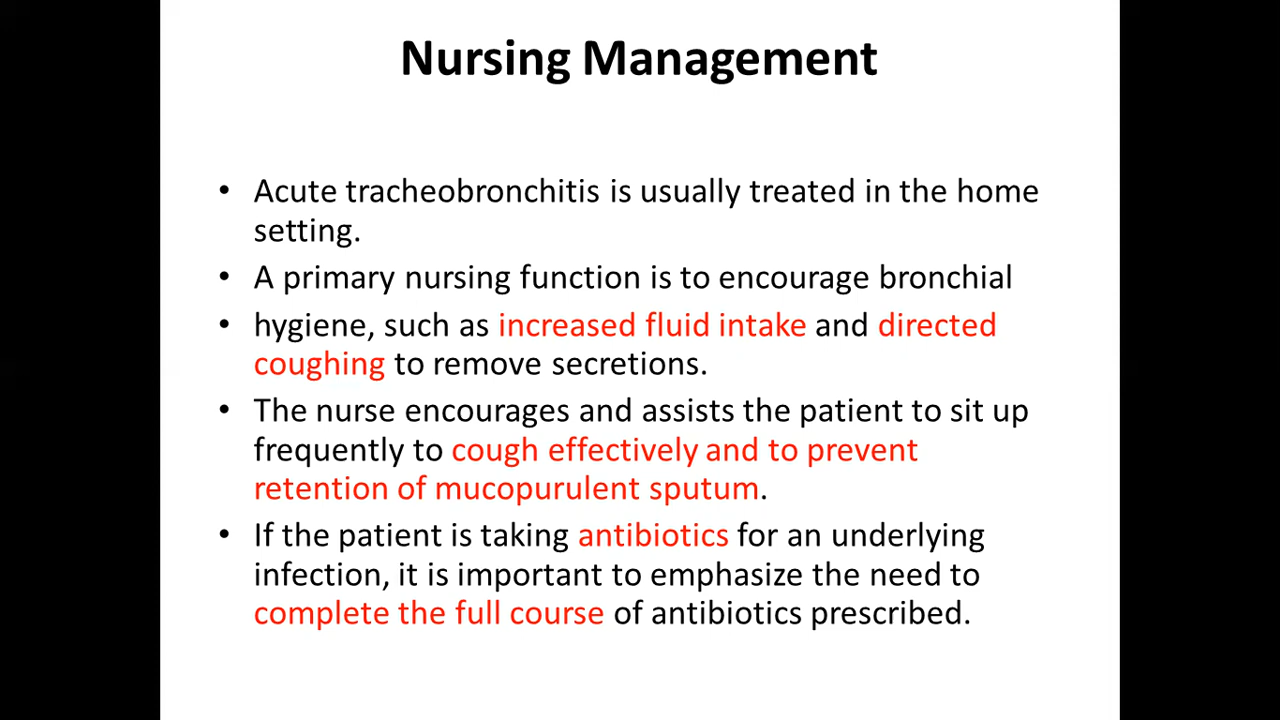 Nursing Management
• Acute tracheobronchitis is usually treated in the home
setting.
• A primary nursing function is to encourage bronchial
• hygiene, such as increased fluid intake and directed
coughing to remove secretions.
• The nurse encourages and assists the patient to sit up
frequently to cough effectively and to prevent
retention of mucopurulent sputum.
• If the patient is taking antibiotics for an underlying
infection, it is important to emphasize the need to
complete the full course of antibiotics prescribed.